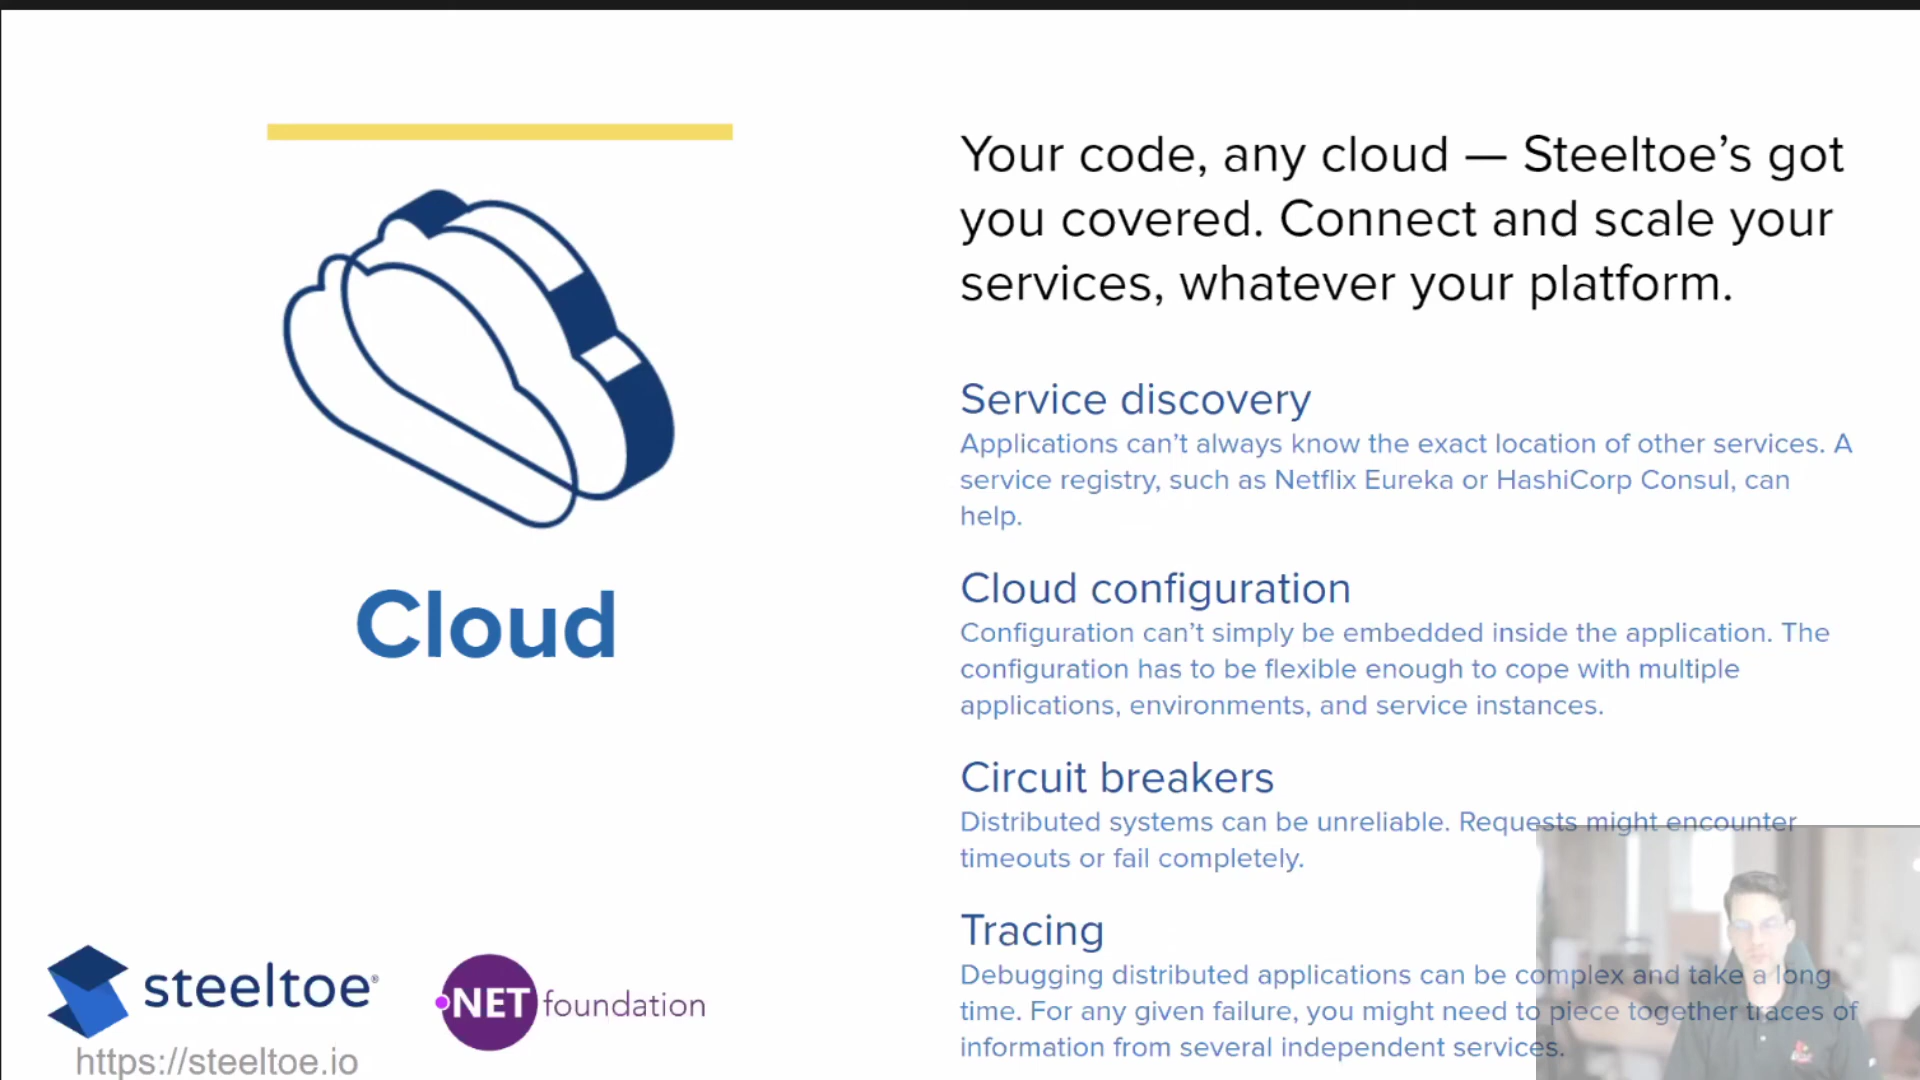 Your code, any cloud — Steeltoe’s got
you covered. Connect and scale your
services, whatever your platform.
Service discovery
Applications can’t always know the exact location of other services. A
service registry, such as Netflix Eureka or HashiCorp Consul, can
help.
Cloud configuration
Configuration can’t simply be embedded inside the application. The
configuration has to be flexible enough to cope with multiple
applications, environments, and service instances.
Circuit breakers
Distributed systems can be unreliable. Requests might encounter
timeouts or fail completely.
Tracing
Debugging distributed applications can be complex and take a long
time. For any given failure, you might need to piece together traces of
information from several independent services.
Cloud
steeltoe®
https://steeltoe.io
.NET foundation